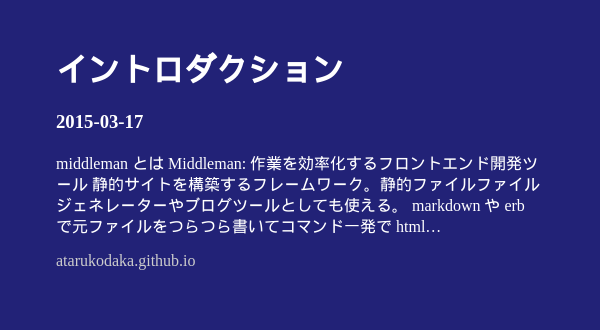 イントロダクション
2015-03-17
middleman とは Middleman: 作業を効率化するフロントエンド開発ツ
ール 静的サイトを構築するフレームワーク。静的ファイルファイル
ジェネレーターやブログツールとしても使える。 markdown や erb
で元ファイルをつらつら書いてコマンド一発で html…
atarukodaka.github.io